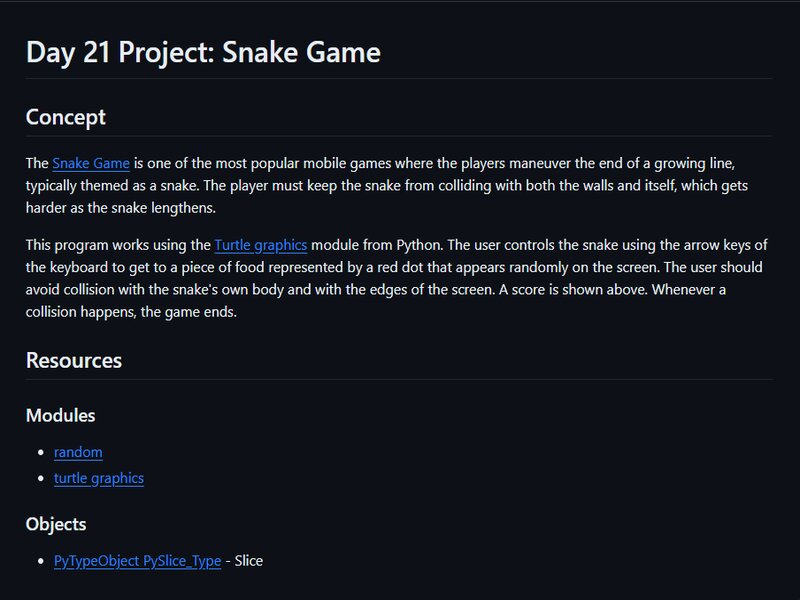 Day 21 Project: Snake Game
Concept
The Snake Game is one of the most popular mobile games where the players maneuver the end of a growing line,
typically themed as a snake. The player must keep the snake from colliding with both the walls and itself, which gets
harder as the snake lengthens.
This program works using the Turtle graphics module from Python. The user controls the snake using the arrow keys of
the keyboard to get to a piece of food represented by a red dot that appears randomly on the screen. The user should
avoid collision with the snake's own body and with the edges of the screen. A score is shown above. Whenever a
collision happens, the game ends.
Resources
Modules
• random
• turtle graphics
Objects
• PyTypeObject PySlice_Type - Slice